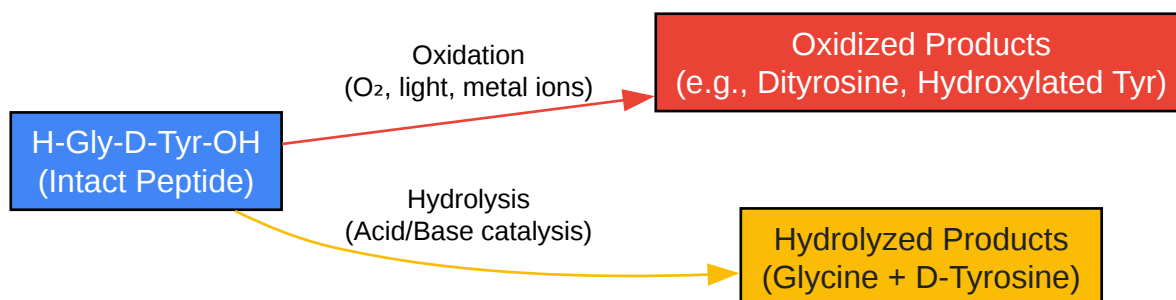 Oxidation
(O₂, light, metal ions)
Oxidized Products
(e.g., Dityrosine, Hydroxylated Tyr)
H-Gly-D-Tyr-OH
(Intact Peptide)
Hydrolysis
(Acid/Base catalysis)
Hydrolyzed Products
(Glycine + D-Tyrosine)